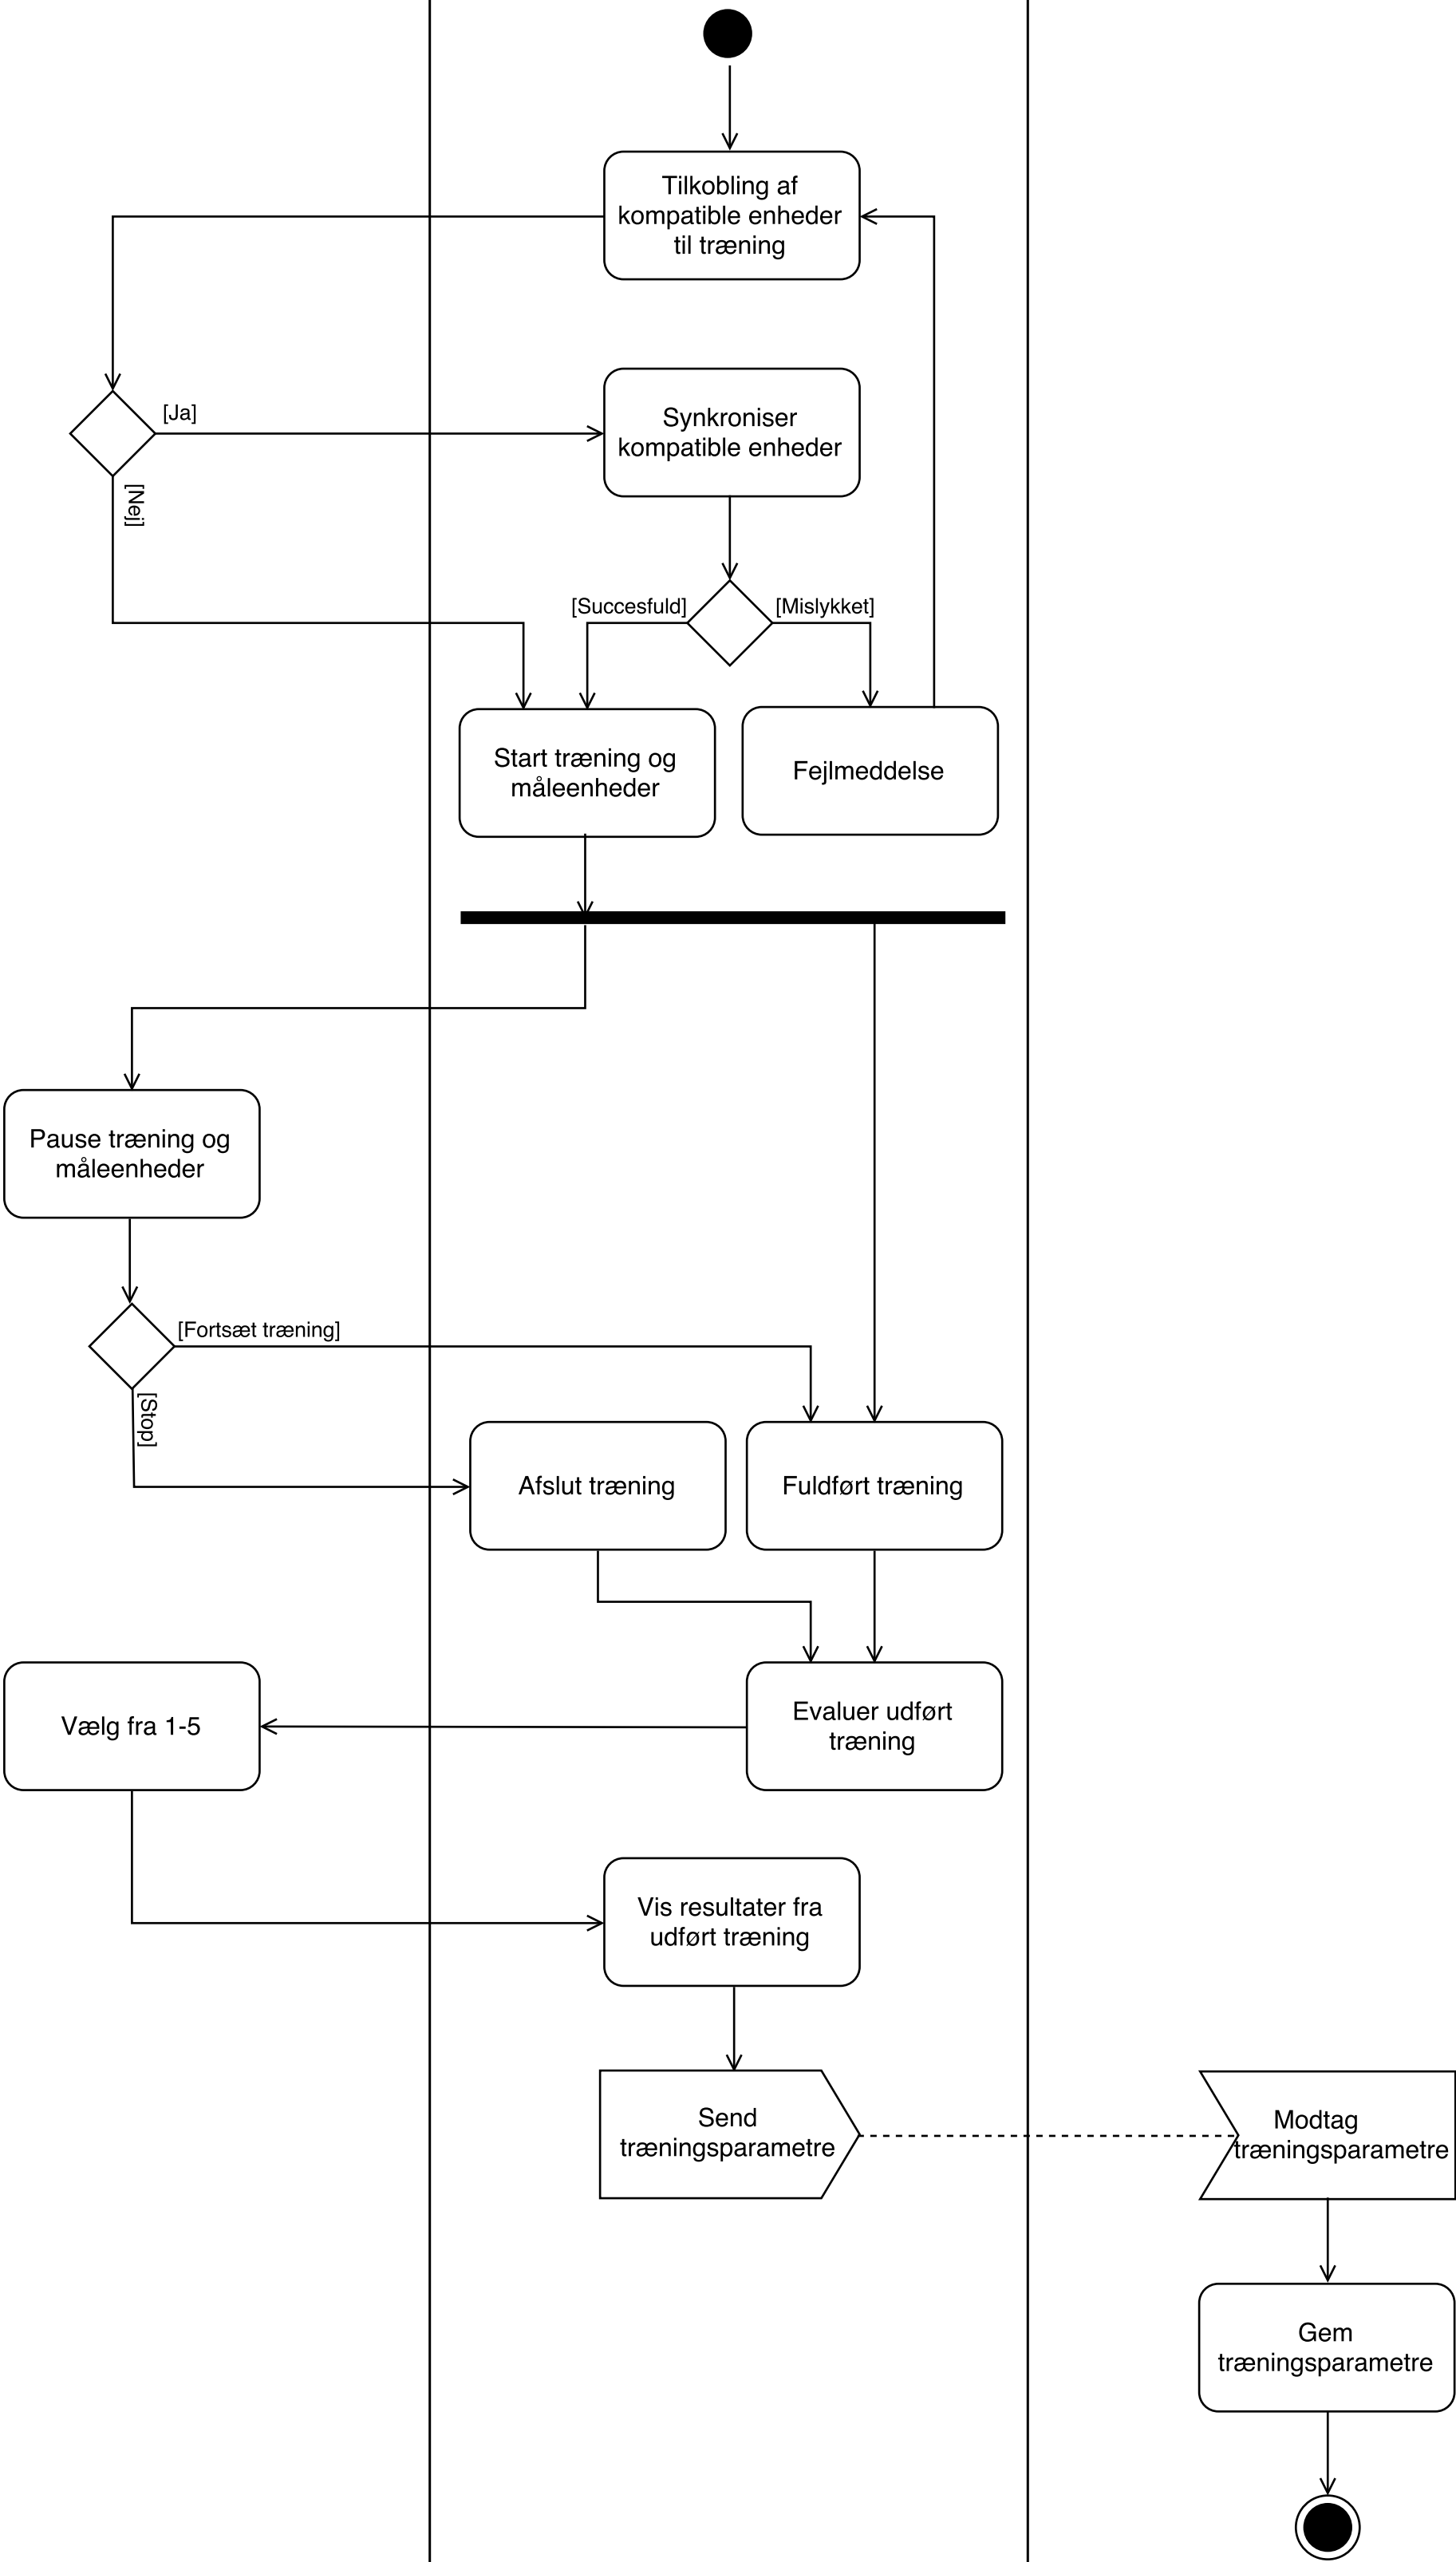 Tilkobling af
kompatible enheder
til træning
[Ja]
Synkroniser
kompatible enheder
[Nej]
[Succesfuld]
[Mislykket]
Start træning og
måleenheder
Fejlmeddelse
Pause træning og
måleenheder
[Fortsæt træning]
[Stop]
Afslut træning
Fuldført træning
Vælg fra 1-5
Evaluer udført
træning
Vis resultater fra
udført træning
Send
træningsparametre
Modtag
træningsparametre
Gem
træningsparametre